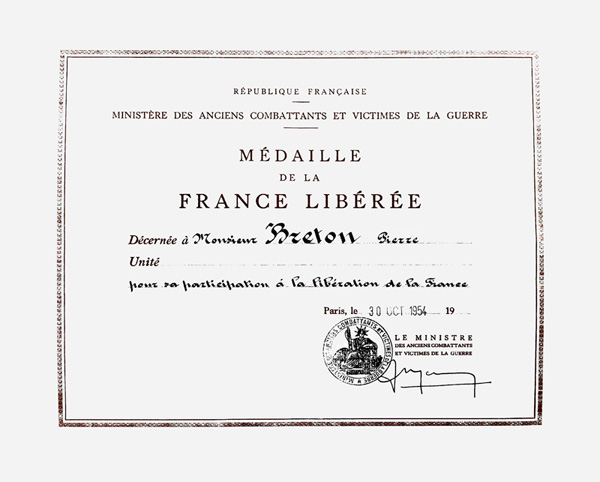 RÉPUBLIQUE FRANÇAISE
MINISTÈRE DES ANCIENS COMBATTANTS ET VICTIMES DE LA GUERRE
MÉDAILLE
DE LA
FRANCE LIBÉRÉE
Décernée à Monsieur Breton Pierre
Unité
pour sa participation à la libération de la France
Paris, le 30 OCT 1954 19
LE MINISTRE
DES ANCIENS COMBATTANTS
ET VICTIMES DE LA GUERRE